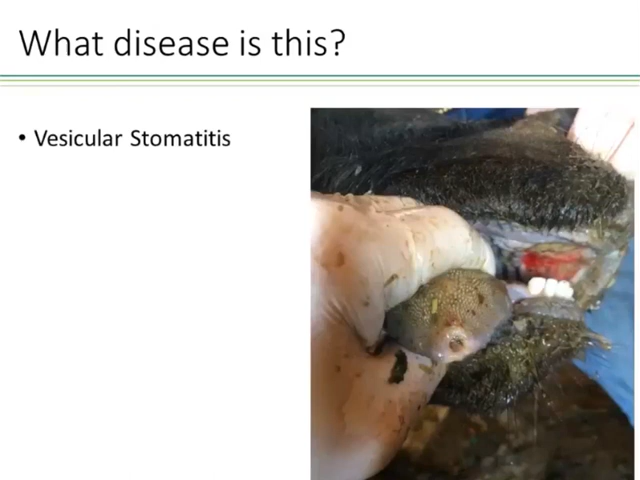 What disease is this?
• Vesicular Stomatitis